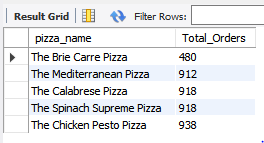 Result Grid Filter Rows:
pizza_name Total_Orders
The Brie Carre Pizza 480
The Mediterranean Pizza 912
The Calabrese Pizza 918
The Spinach Supreme Pizza 918
The Chicken Pesto Pizza 938